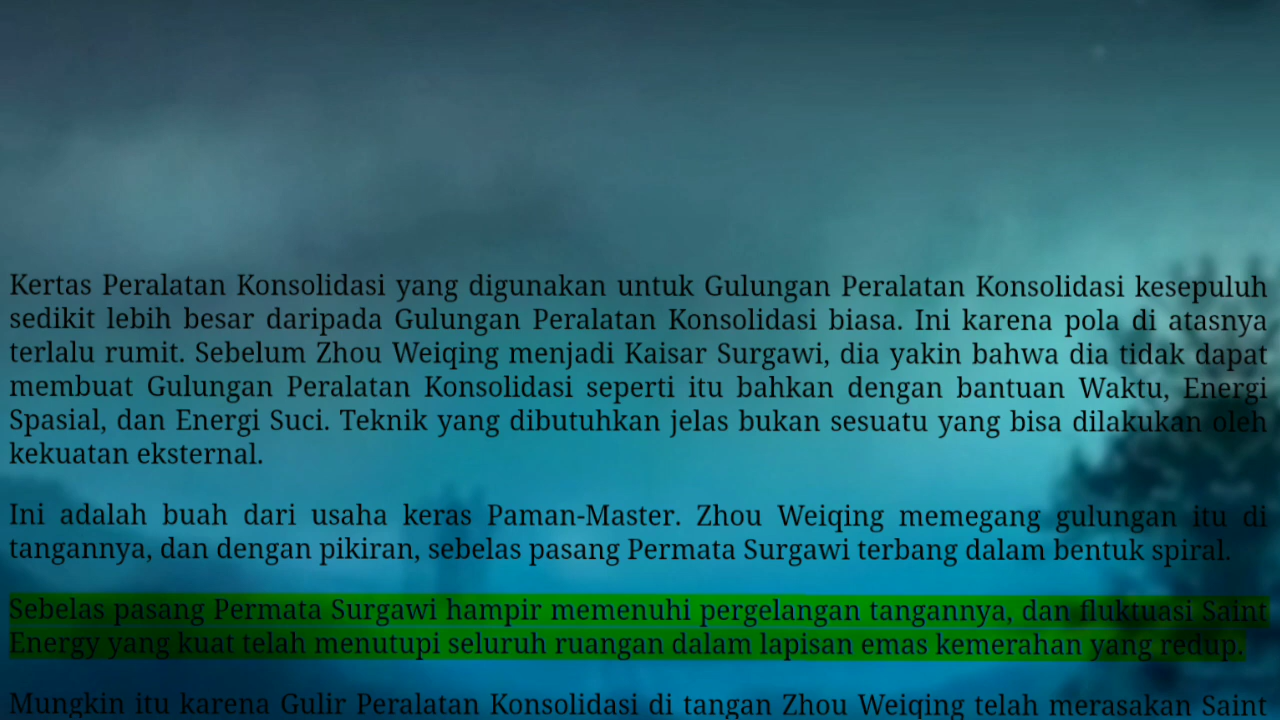 Kertas Peralatan Konsolidasi yang digunakan untuk Gulungan Peralatan Konsolidasi kesepuluh
sedikit lebih besar daripada Gulungan Peralatan Konsolidasi biasa. Ini karena pola di atasnya
terlalu rumit. Sebelum Zhou Weiqing menjadi Kaisar Surgawi, dia yakin bahwa dia tidak dapat
membuat Gulungan Peralatan Konsolidasi seperti itu bahkan dengan bantuan Waktu, Energi
Spasial, dan Energi Suci. Teknik yang dibutuhkan jelas bukan sesuatu yang bisa dilakukan oleh
kekuatan eksternal.
Ini adalah buah dari usaha keras Paman-Master. Zhou Weiqing memegang gulungan itu di
tangannya, dan dengan pikiran, sebelas pasang Permata Surgawi terbang dalam bentuk spiral.
Sebelas pasang Permata Surgawi hampir memenuhi pergelangan tangannya, dan fluktuasi Saint
Energy yang kuat telah menutupi seluruh ruangan dalam lapisan emas kemerahan yang redup.
Mungkin itu karena Gulir Peralatan Konsolidasi di tangan Zhou Weiqing telah merasakan Saint